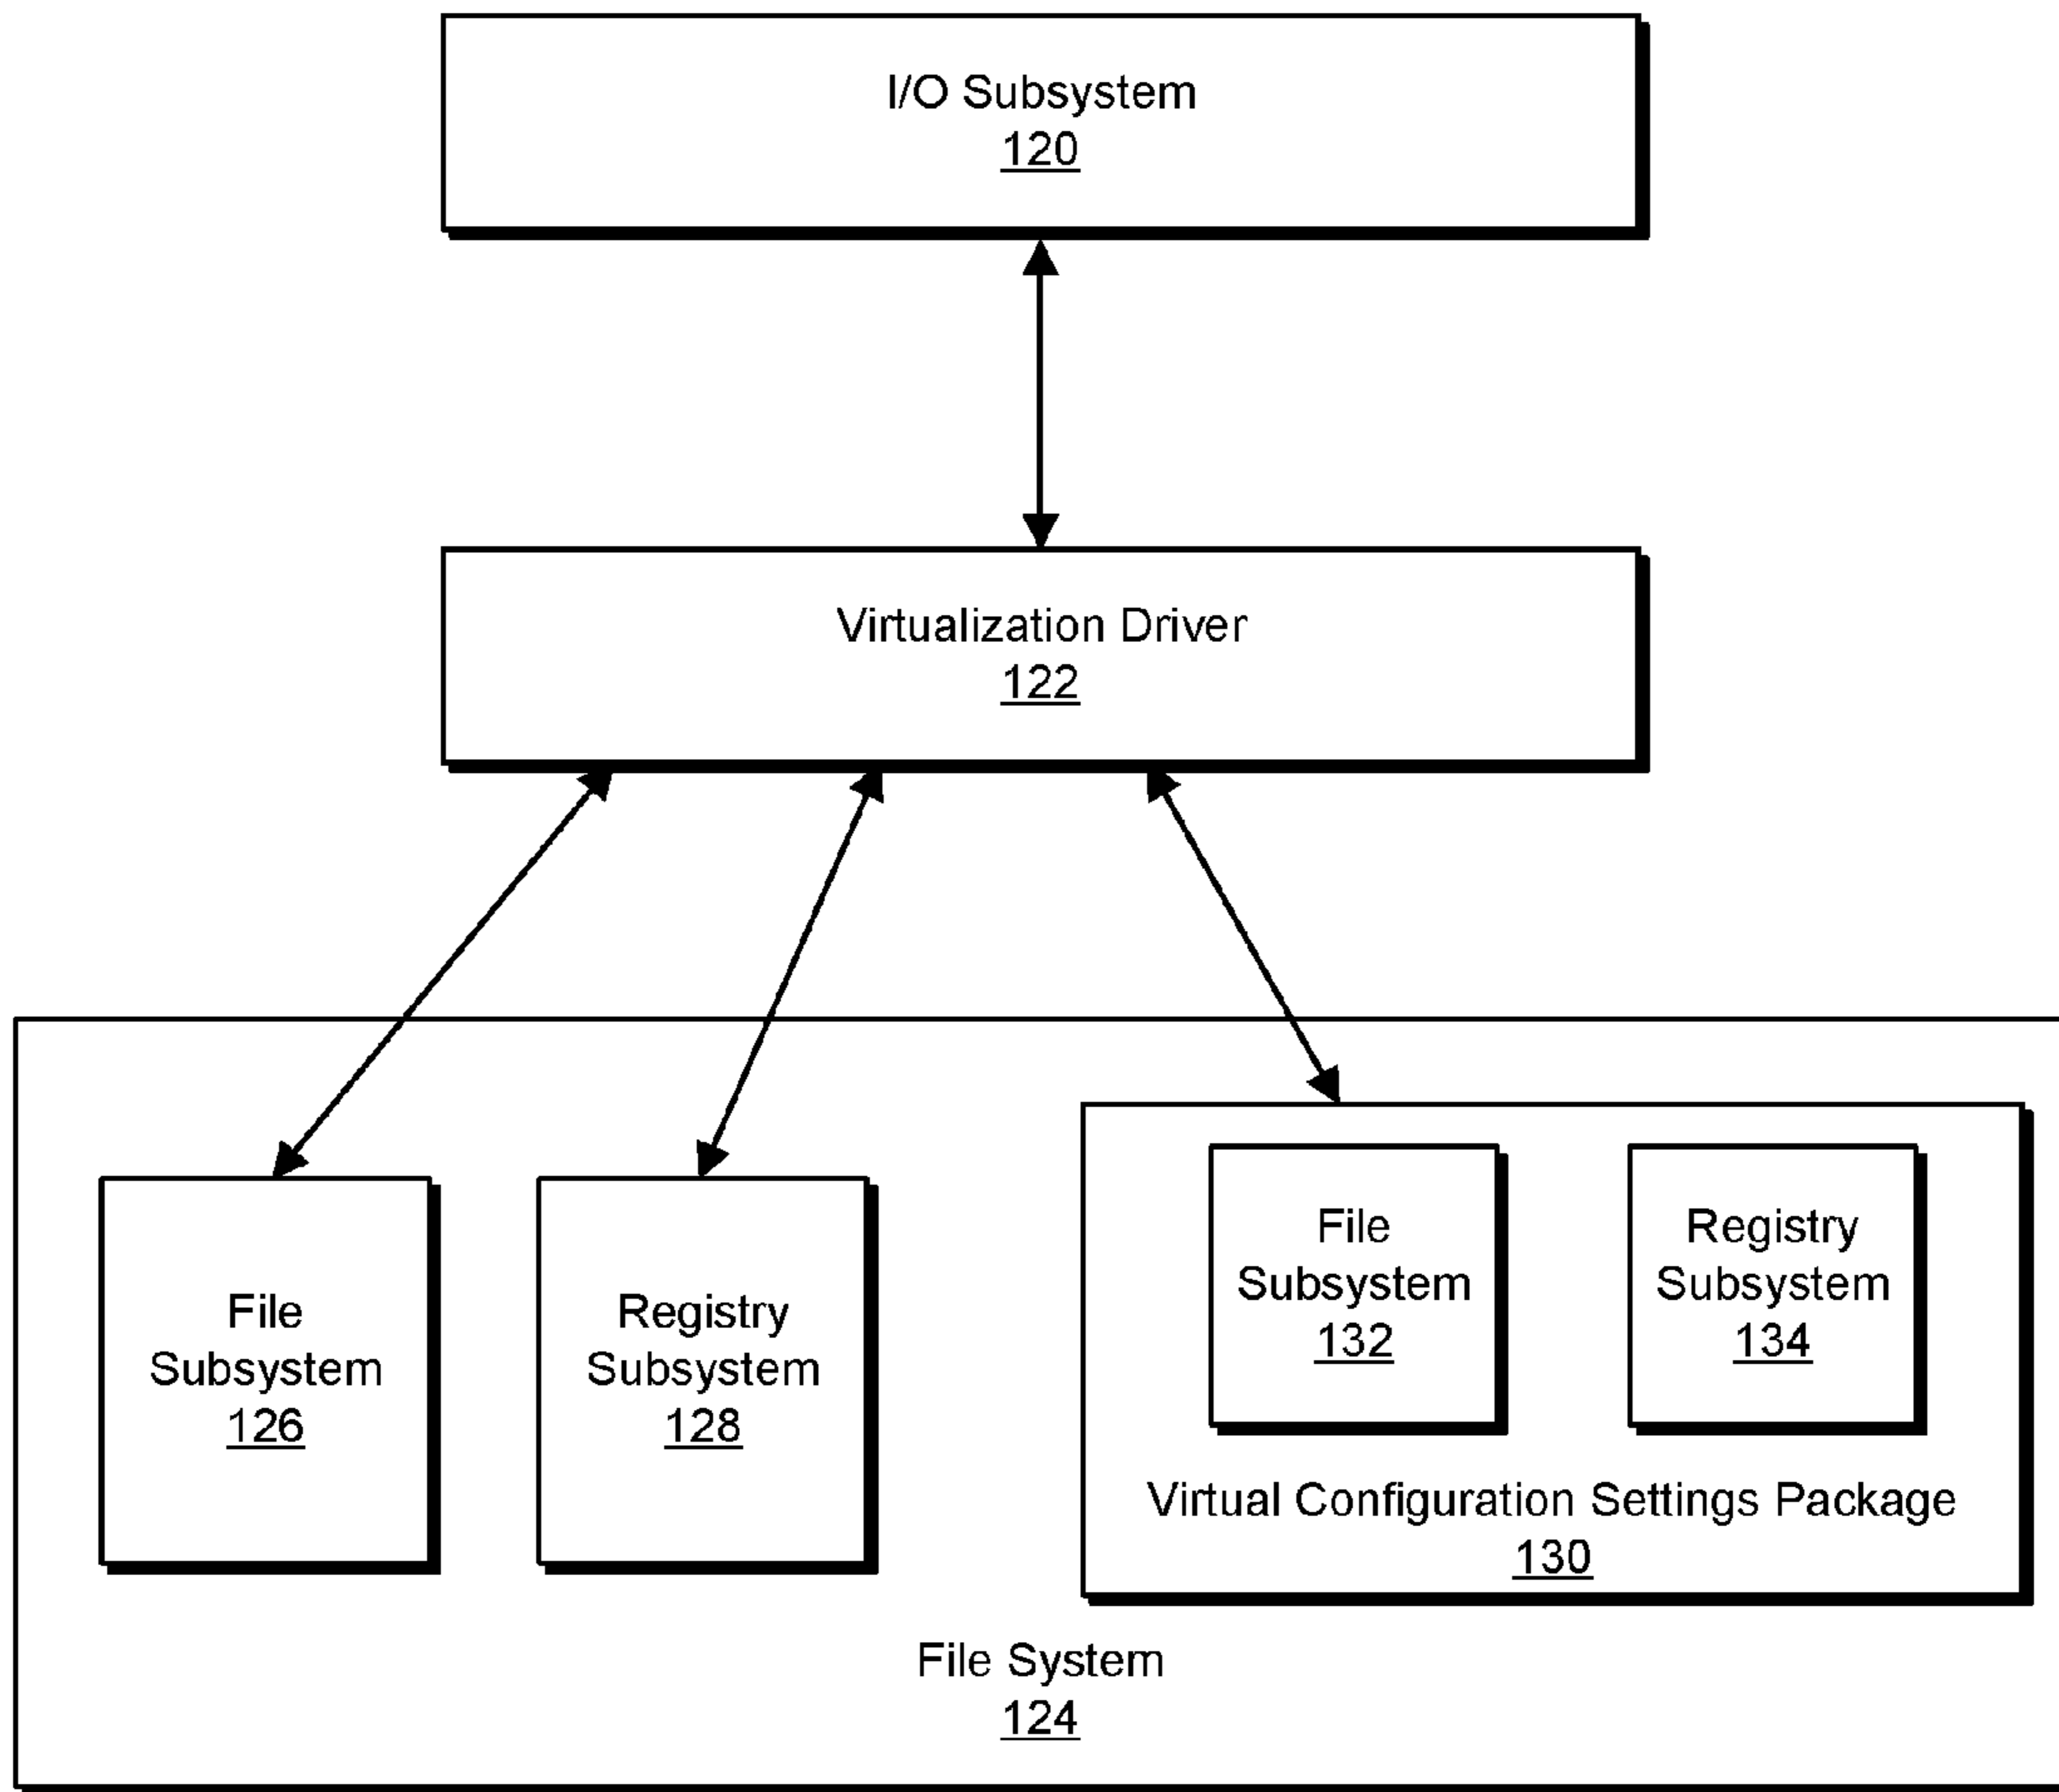 I/O Subsystem
120
Virtualization Driver
122
File
Subsystem
126
Registry
Subsystem
128
File
Subsystem
132
Registry
Subsystem
134
Virtual Configuration Settings Package
130
File System
124